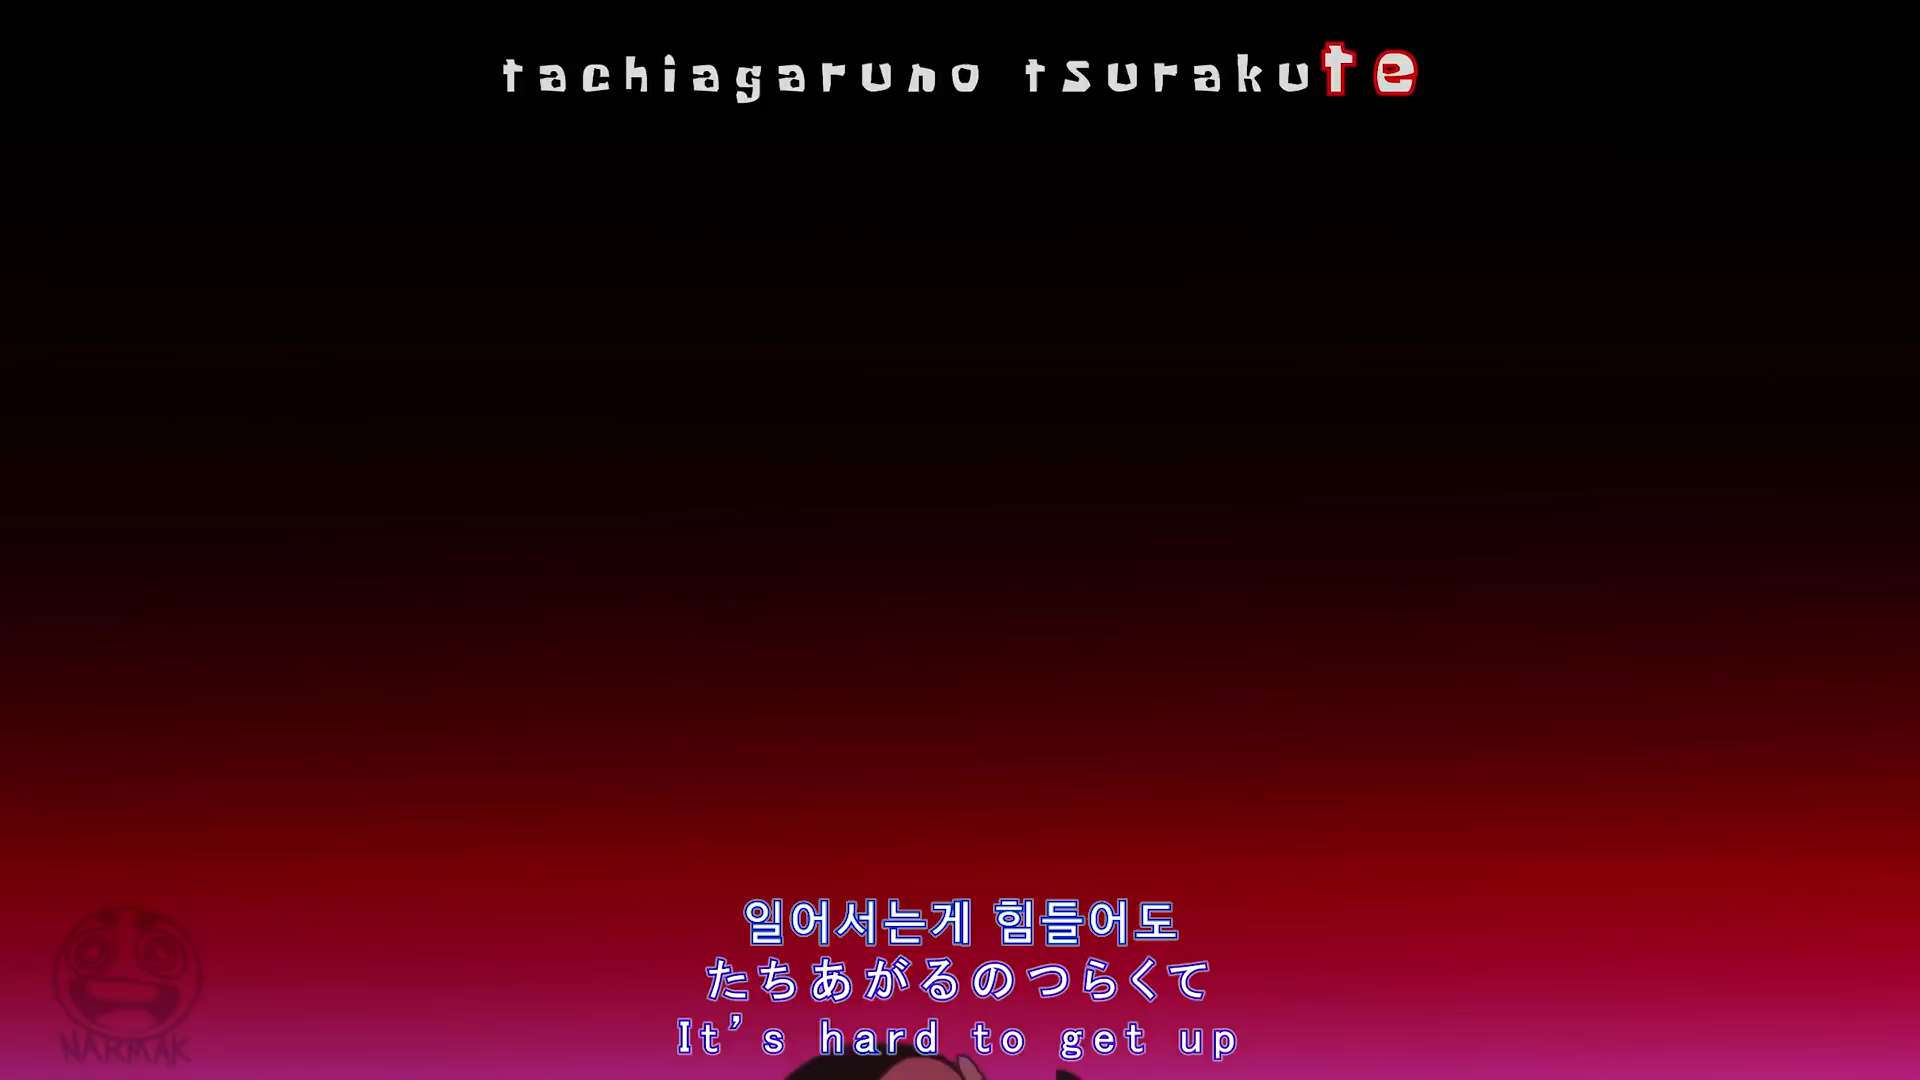 tachiagaruno tsurakute
일어서는게 힘들어도
たちあがるのつらくて
It's hard to get up
NARMAK